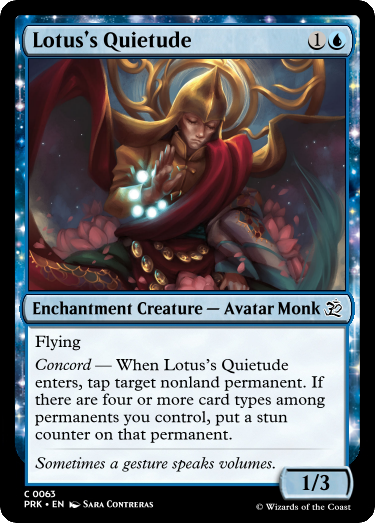 Lotus's Quietude 1
Enchantment Creature — Avatar Monk
Flying
Concord — When Lotus's Quietude
enters, tap target nonland permanent. If
there are four or more card types among
permanents you control, put a stun
counter on that permanent.
Sometimes a gesture speaks volumes.
1/3
C 0063
PRK • EN Sara Contreras
© Wizards of the Coast